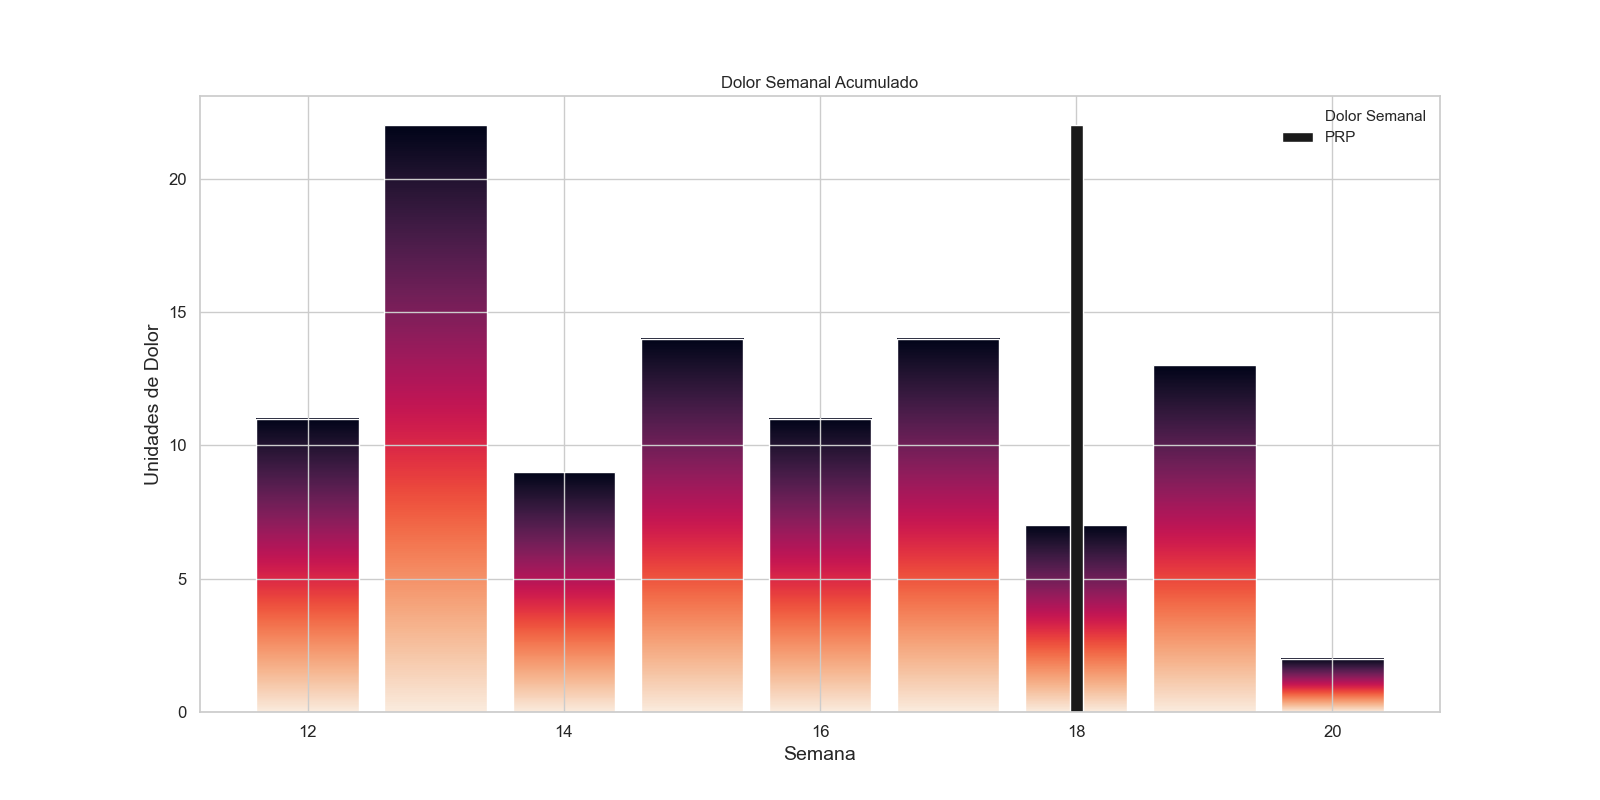 Dolor Semanal Acumulado
Dolor Semanal
PRP
Unidades de Dolor
20
15
10
5
0
12 14 16 18 20
Semana